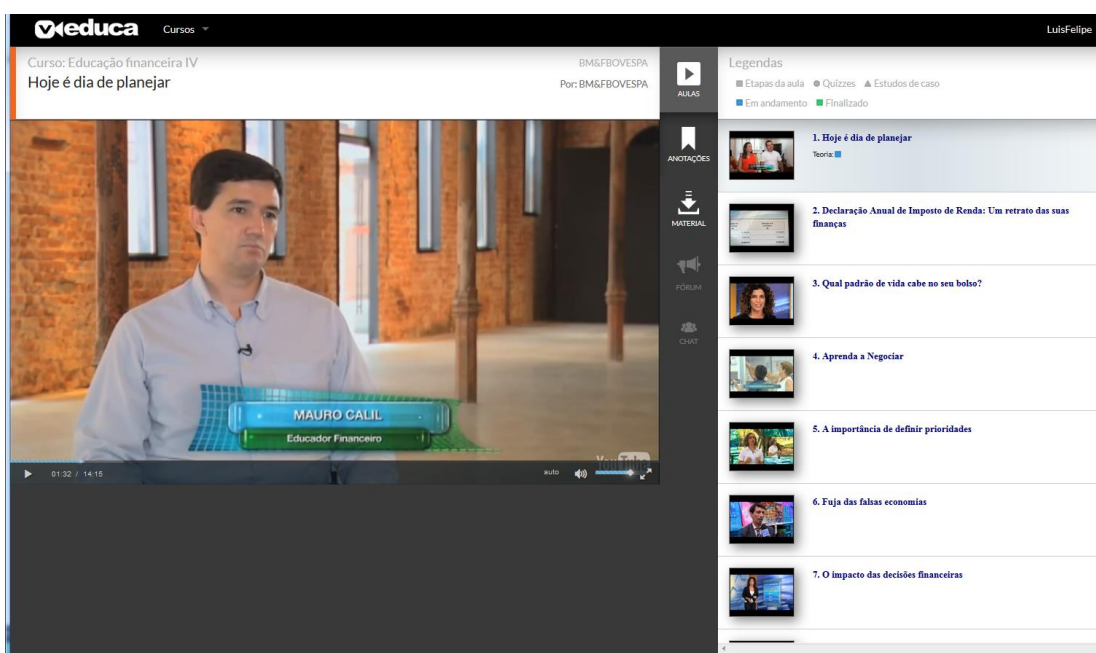 veduca
Cursos
LuisFelipe
Curso: Educação financeira IV
BM&FBOVESPA
Hoje é dia de planejar
Por: BM&FBOVESPA
MAURO CALIL
Educador Financeiro
01:32 / 14:15
auto
YouTube
AULAS
ANOTAÇÕES
MATERIAL
FÓRUM
CHAT
Legendas
Etapas da aula Quizzes Estudos de caso
Em andamento Finalizado
1. Hoje é dia de planejar
Teoria:
2. Declaração Anual de Imposto de Renda: Um retrato das suas
finanças
3. Qual padrão de vida cabe no seu bolso?
4. Aprenda a Negociar
5. A importância de definir prioridades
6. Fuja das falsas economias
7. O impacto das decisões financeiras